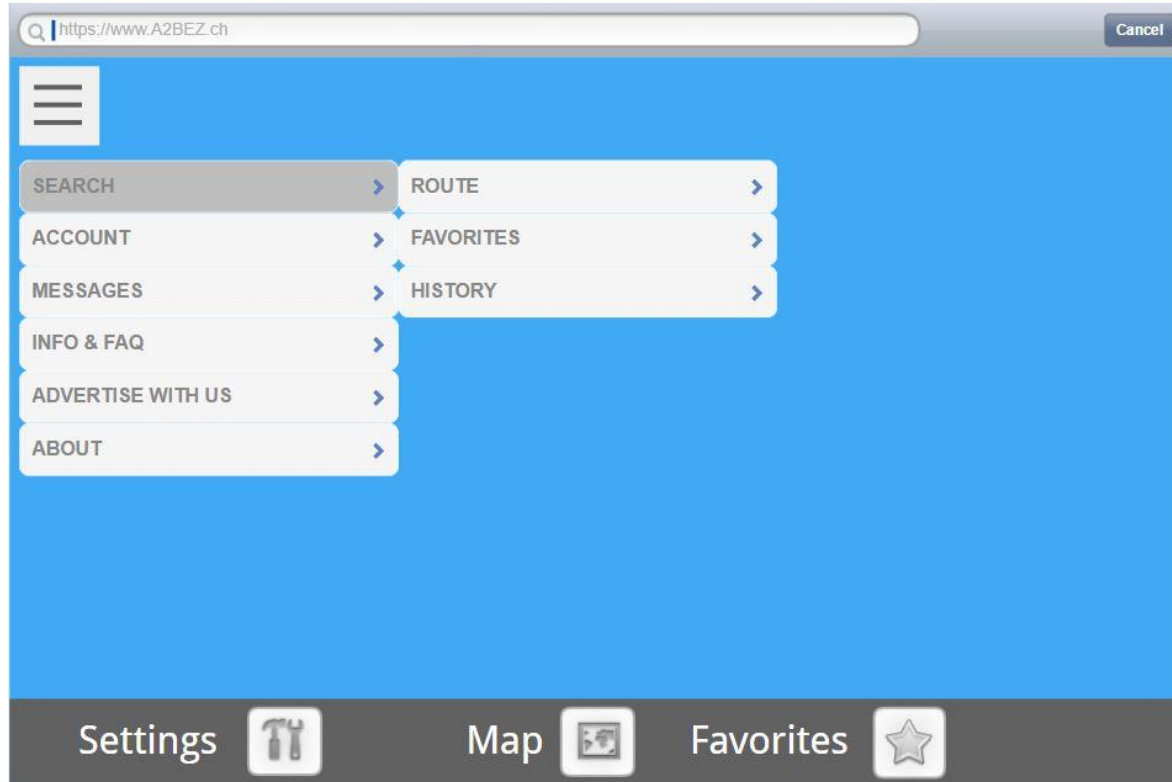 https://www.A2BEZ.ch
Cancel
SEARCH
ROUTE
ACCOUNT
FAVORITES
MESSAGES
HISTORY
INFO & FAQ
ADVERTISE WITH US
ABOUT
Settings
Map
Favorites